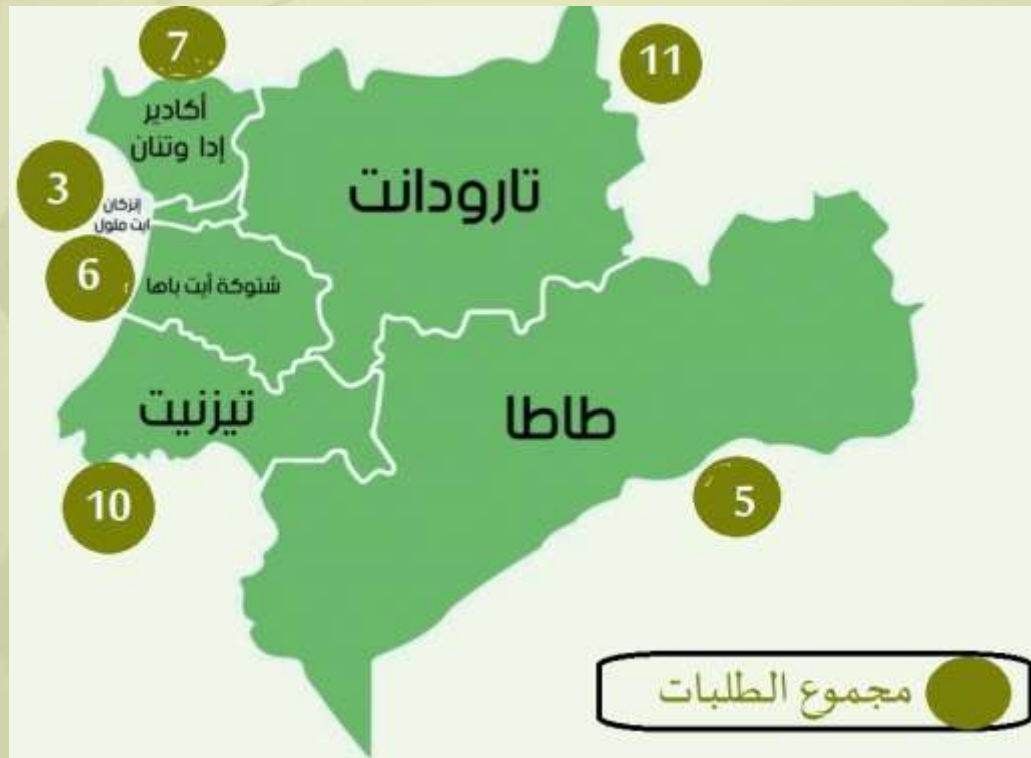 7
11
أكادير
إدا وتنان
تارودانت
3
إنزكان
ايت ملول
6
شتوكة أيت باها
تيزنيت
طاطا
10
5
مجموع الطلبات